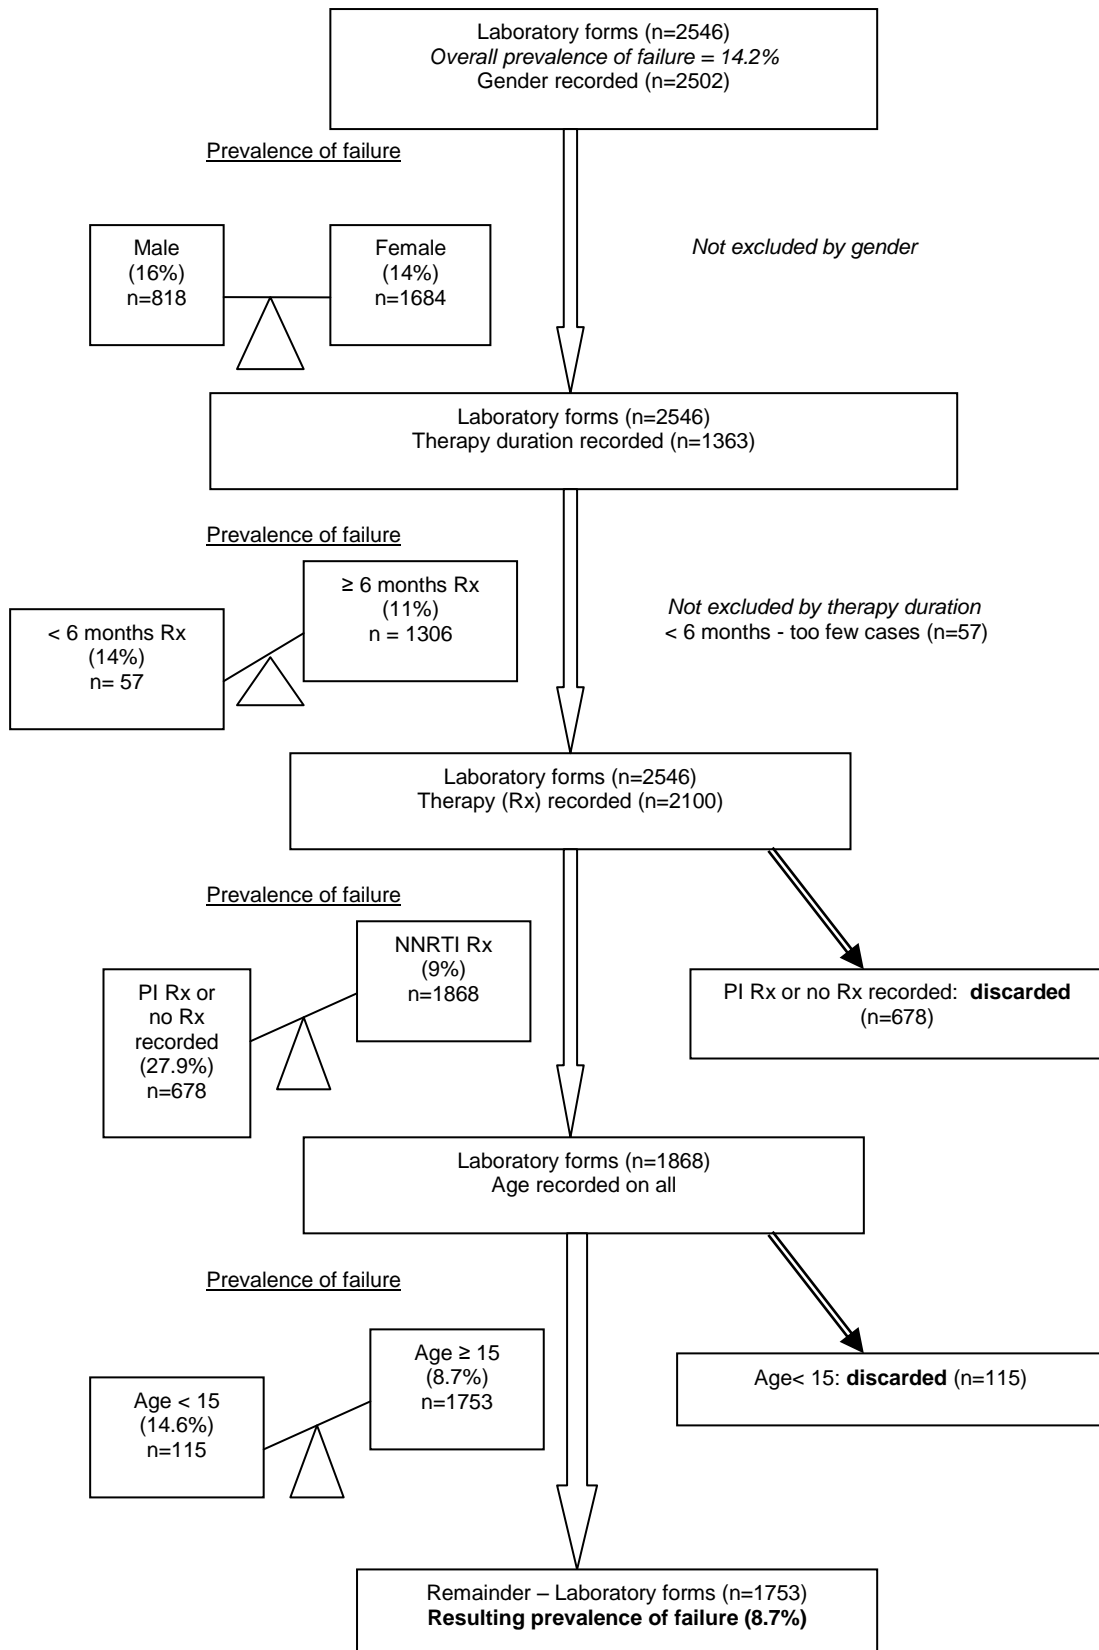 Laboratory forms (n=2546)
Overall prevalence of failure = 14.2%
Gender recorded (n=2502)
Prevalence of failure
Male
(16%)
n=818
Female
(14%)
n=1684
Not excluded by gender
Laboratory forms (n=2546)
Therapy duration recorded (n=1363)
Prevalence of failure
< 6 months Rx
(14%)
n= 57
≥ 6 months Rx
(11%)
n = 1306
Not excluded by therapy duration
< 6 months - too few cases (n=57)
Laboratory forms (n=2546)
Therapy (Rx) recorded (n=2100)
Prevalence of failure
PI Rx or
no Rx
recorded
(27.9%)
n=678
NNRTI Rx
(9%)
n=1868
PI Rx or no Rx recorded: discarded
(n=678)
Laboratory forms (n=1868)
Age recorded on all
Prevalence of failure
Age < 15
(14.6%)
n=115
Age ≥ 15
(8.7%)
n=1753
Age< 15: discarded (n=115)
Remainder – Laboratory forms (n=1753)
Resulting prevalence of failure (8.7%)